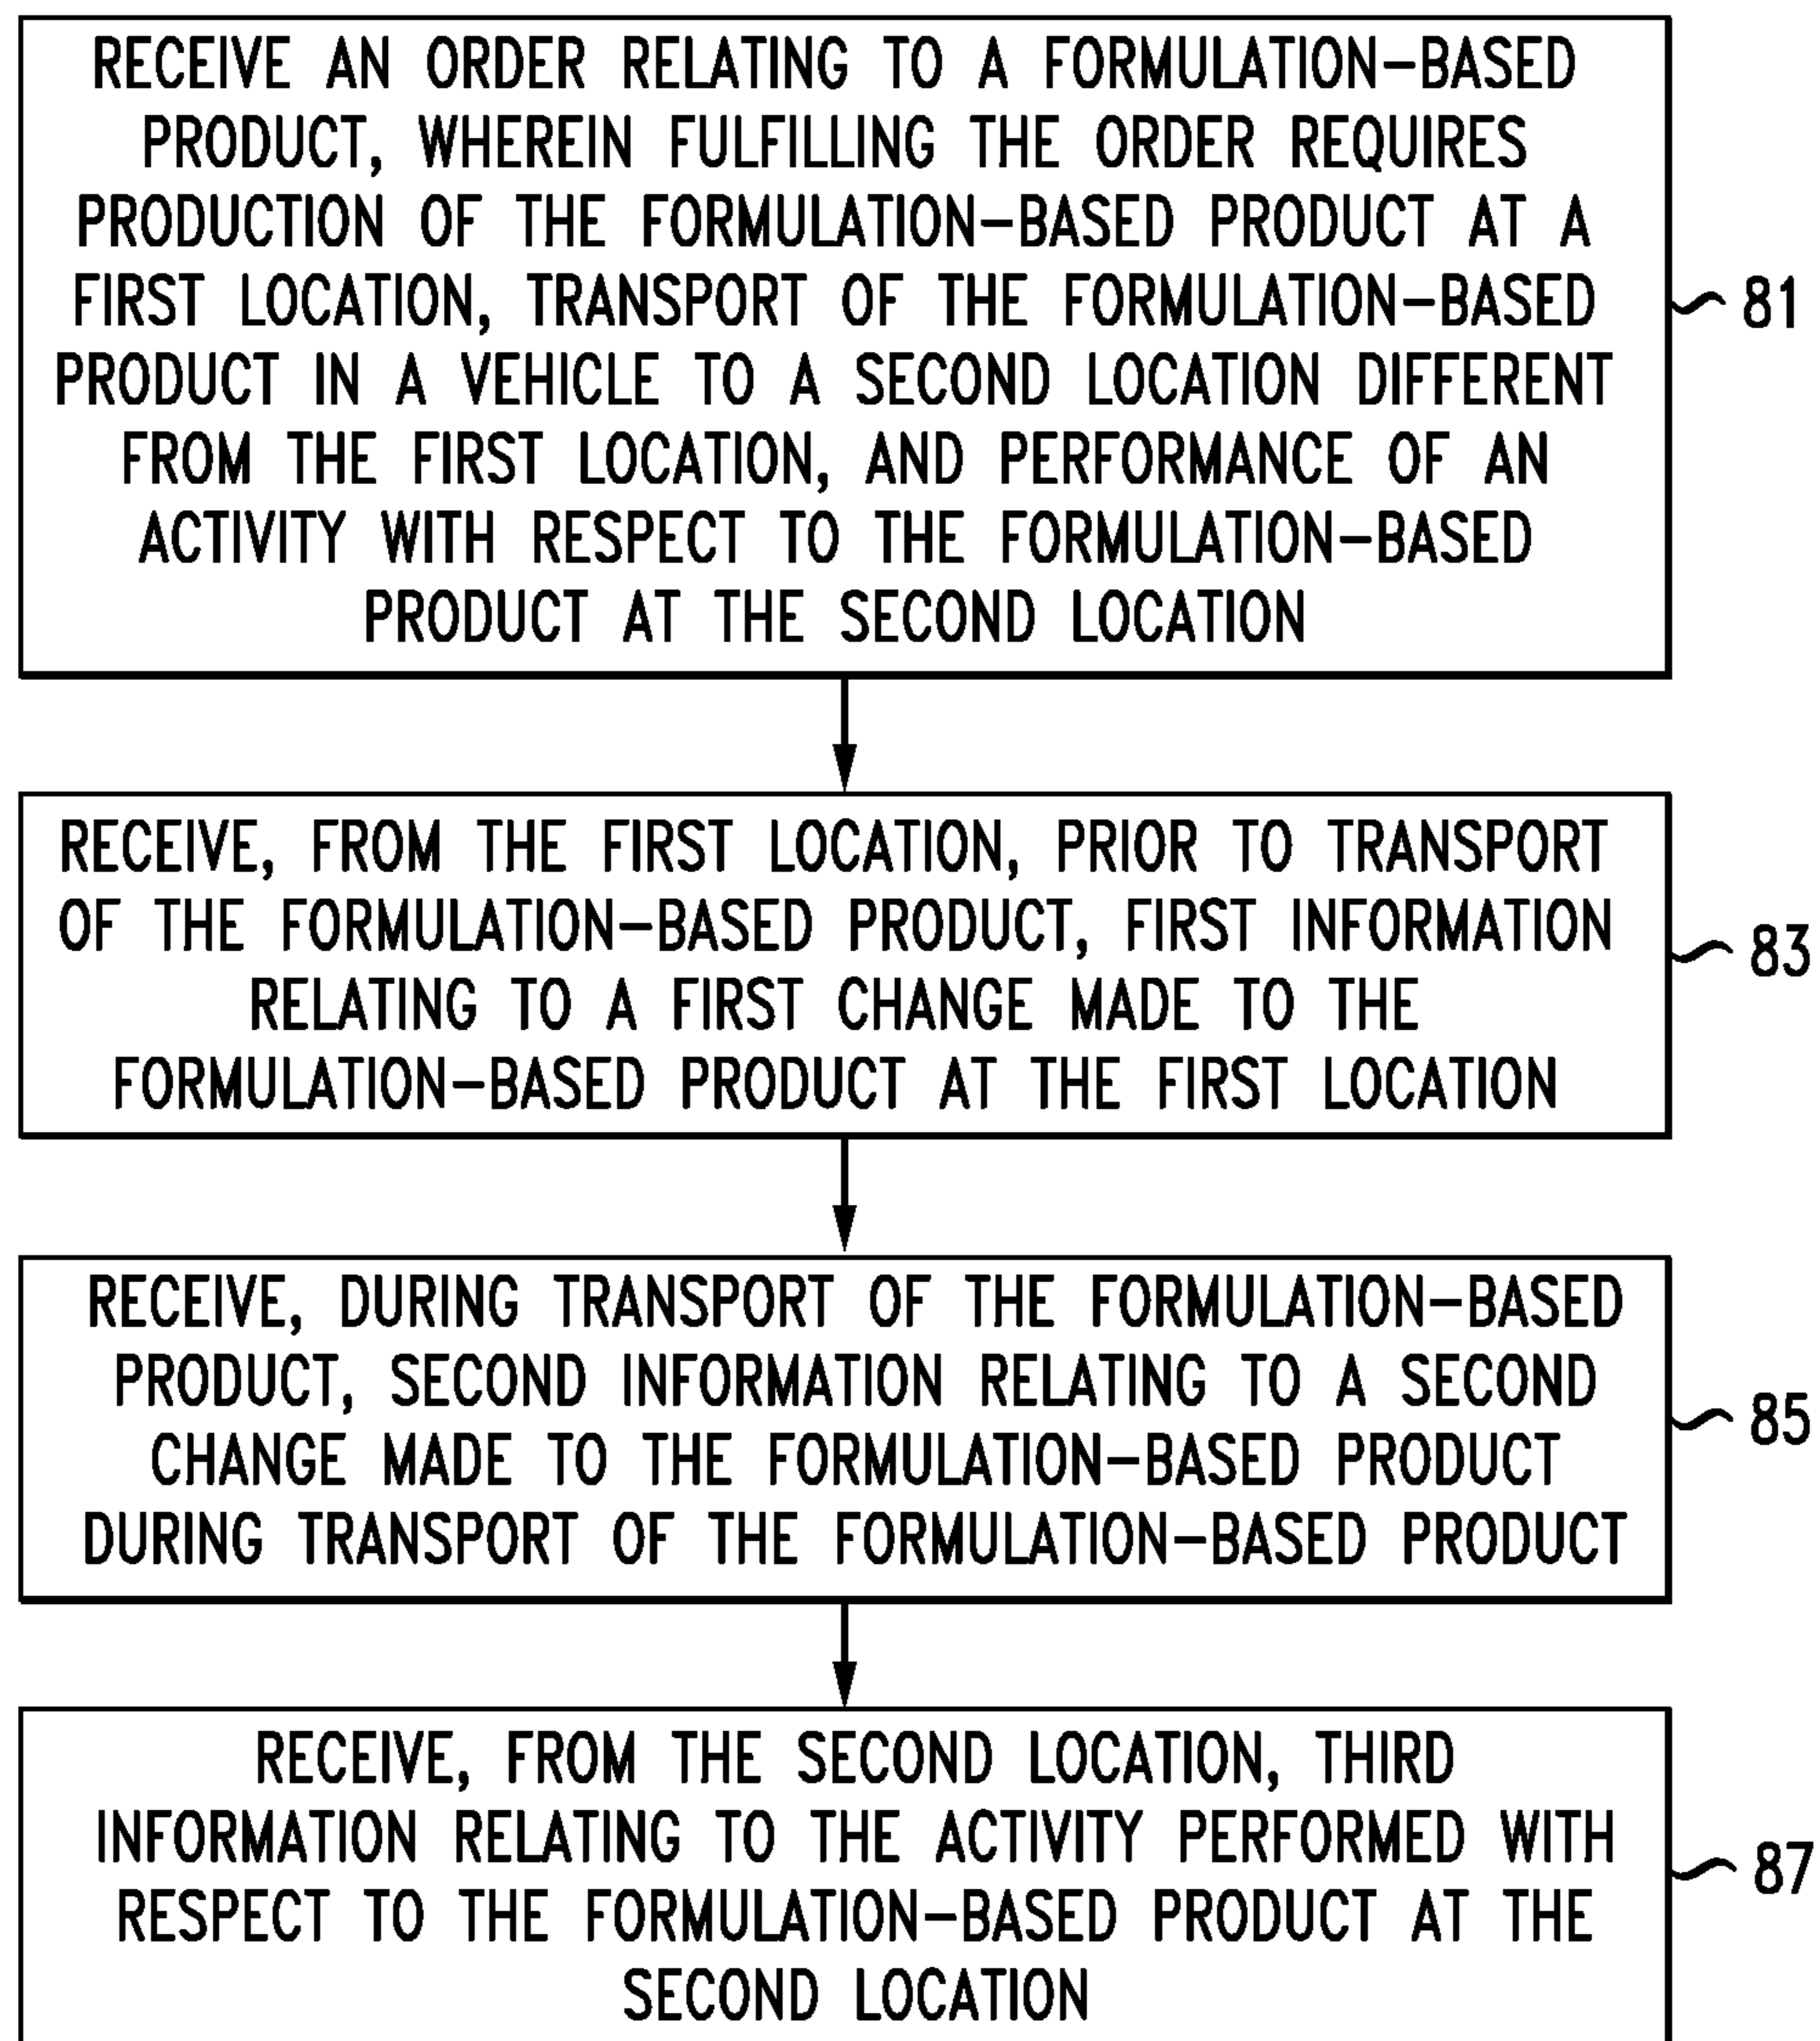 RECEIVE AN ORDER RELATING TO A FORMULATION-BASED
PRODUCT, WHEREIN FULFILLING THE ORDER REQUIRES
PRODUCTION OF THE FORMULATION-BASED PRODUCT AT A
FIRST LOCATION, TRANSPORT OF THE FORMULATION-BASED
PRODUCT IN A VEHICLE TO A SECOND LOCATION DIFFERENT
FROM THE FIRST LOCATION, AND PERFORMANCE OF AN
ACTIVITY WITH RESPECT TO THE FORMULATION-BASED
PRODUCT AT THE SECOND LOCATION
81
RECEIVE, FROM THE FIRST LOCATION, PRIOR TO TRANSPORT
OF THE FORMULATION-BASED PRODUCT, FIRST INFORMATION
RELATING TO A FIRST CHANGE MADE TO THE
FORMULATION-BASED PRODUCT AT THE FIRST LOCATION
83
RECEIVE, DURING TRANSPORT OF THE FORMULATION-BASED
PRODUCT, SECOND INFORMATION RELATING TO A SECOND
CHANGE MADE TO THE FORMULATION-BASED PRODUCT
DURING TRANSPORT OF THE FORMULATION-BASED PRODUCT
85
RECEIVE, FROM THE SECOND LOCATION, THIRD
INFORMATION RELATING TO THE ACTIVITY PERFORMED WITH
RESPECT TO THE FORMULATION-BASED PRODUCT AT THE
SECOND LOCATION
87